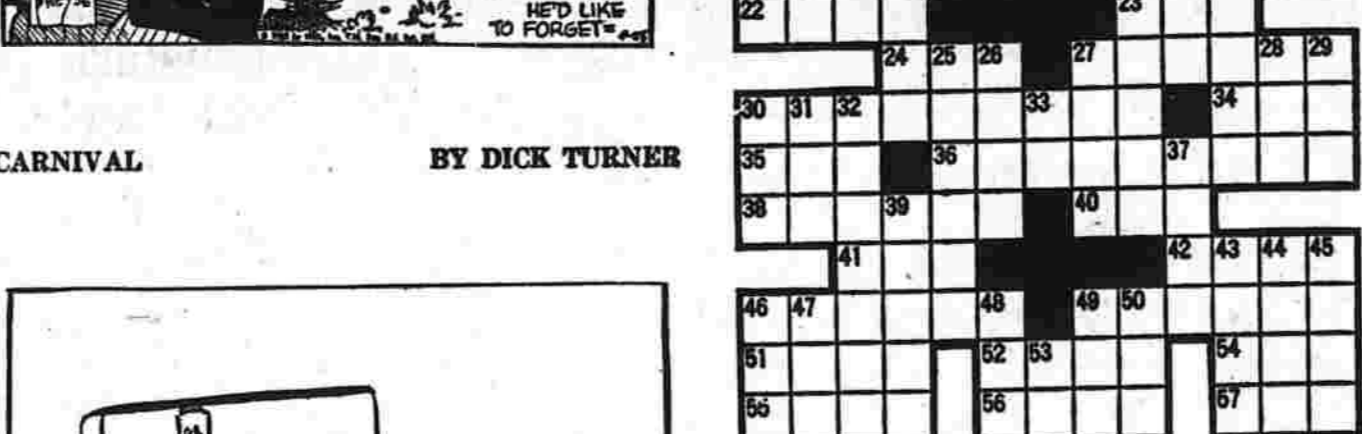 HE'D LIKE
TO FORGET=
CARNIVAL
BY DICK TURNER
22 23
24 25 26 27 28 29
30 31 32 33 34
35 36 37
38 39 40
41 42 43 44 45
46 47 48 49 50
51 52 53 54
55 56 57